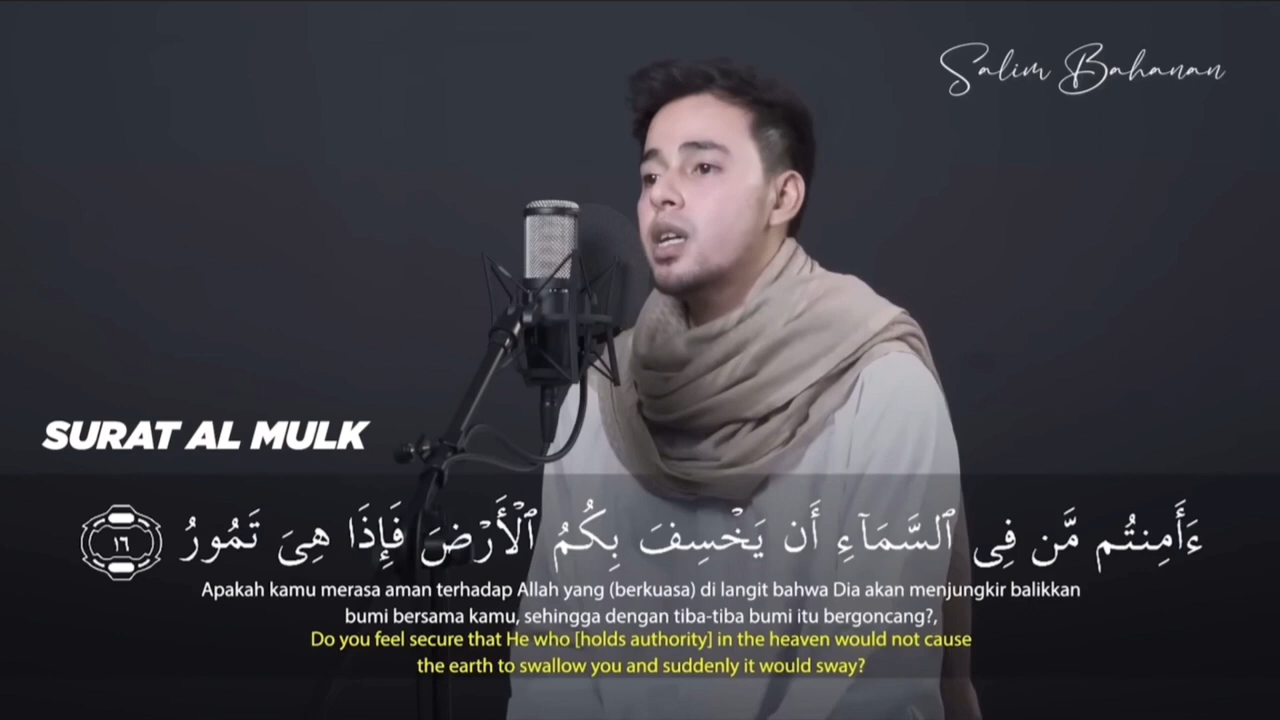 Salim Bahanan
SURAT AL MULK
ءَأَمِنتُم مَّن فِى ٱلسَّمَآءِ أَن يَخْسِفَ بِكُمُ ٱلْأَرْضَ فَإِذَا هِىَ تَمُورُ ١٦
Apakah kamu merasa aman terhadap Allah yang (berkuasa) di langit bahwa Dia akan menjungkir balikkan
bumi bersama kamu, sehingga dengan tiba-tiba bumi itu bergoncang?,
Do you feel secure that He who [holds authority] in the heaven would not cause
the earth to swallow you and suddenly it would sway?